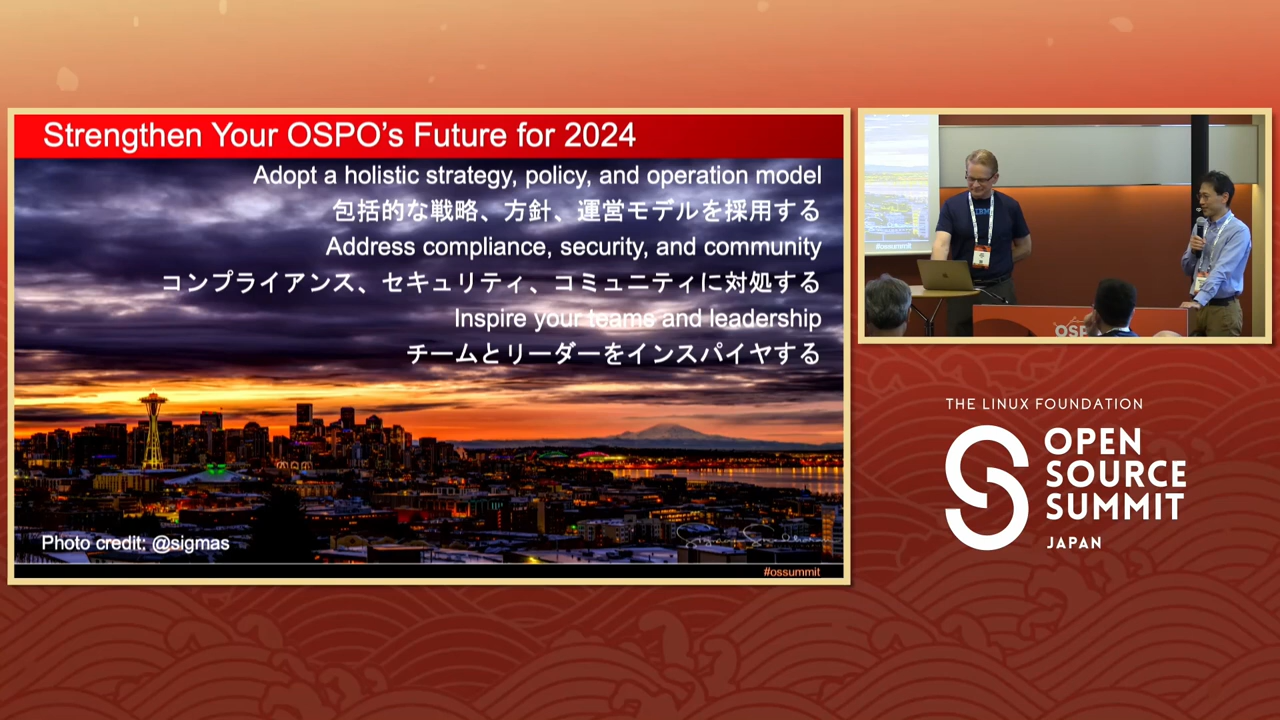 Strengthen Your OSPO's Future for 2024
Adopt a holistic strategy, policy, and operation model
包括的な戦略、方針、運営モデルを採用する
Address compliance, security, and community
コンプライアンス、セキュリティ、コミュニティに対処する
Inspire your teams and leadership
チームとリーダーをインスパイヤする
Photo credit: @sigmas
#ossummit
IBM
#ossummit
OSP
THE LINUX FOUNDATION
OPEN
SOURCE
SUMMIT
JAPAN